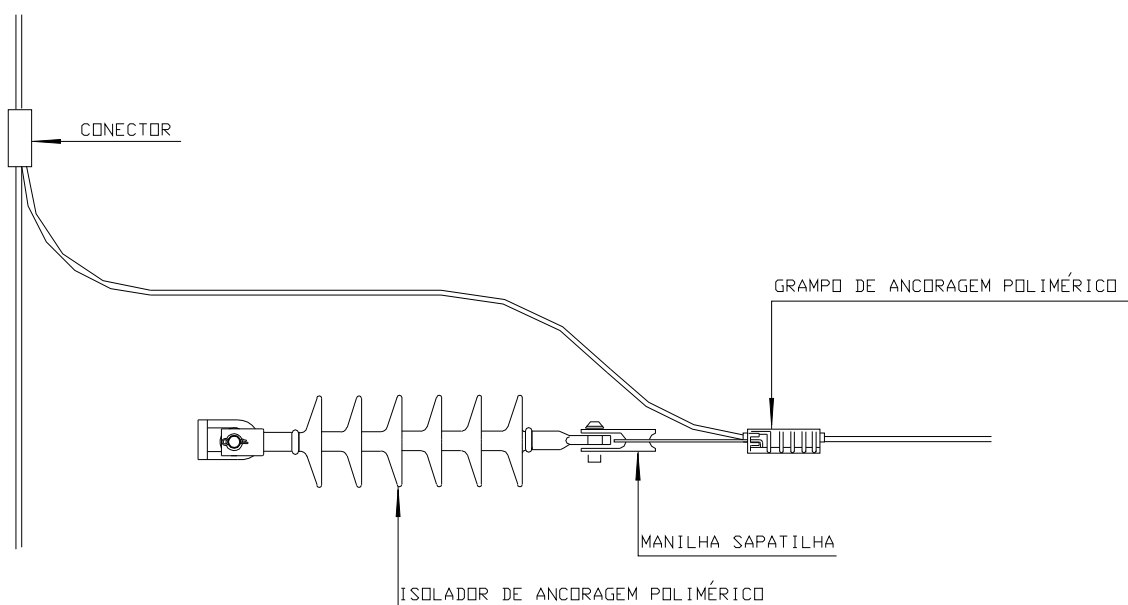 CONECTOR
GRAMPO DE ANCORAGEM POLIMÉRICO
MANILHA SAPATILHA
ISOLADOR DE ANCORAGEM POLIMÉRICO